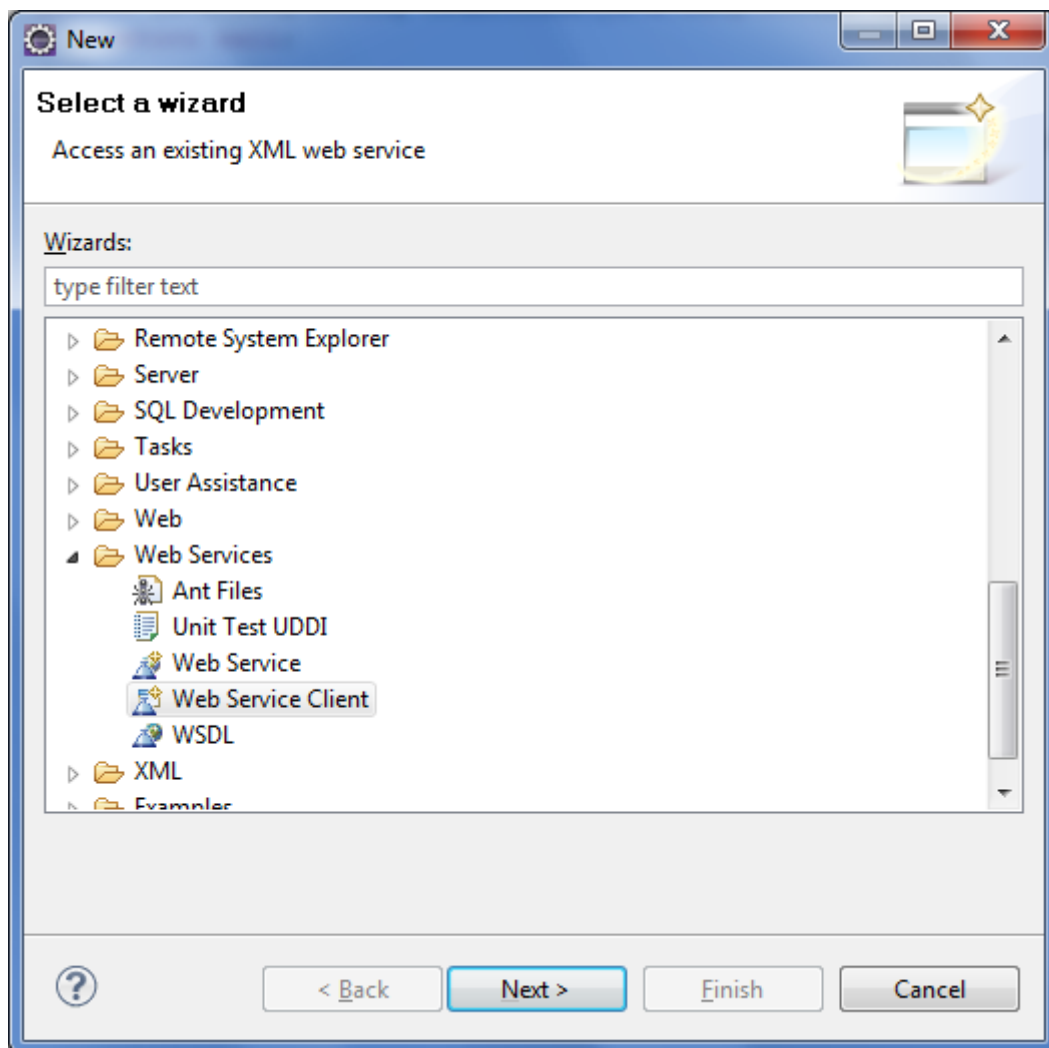 New
Select a wizard
Access an existing XML web service
Wizards:
type filter text
Remote System Explorer
Server
SQL Development
Tasks
User Assistance
Web
Web Services
Ant Files
Unit Test UDDI
Web Service
Web Service Client
WSDL
XML
Examples
? < Back Next > Finish Cancel